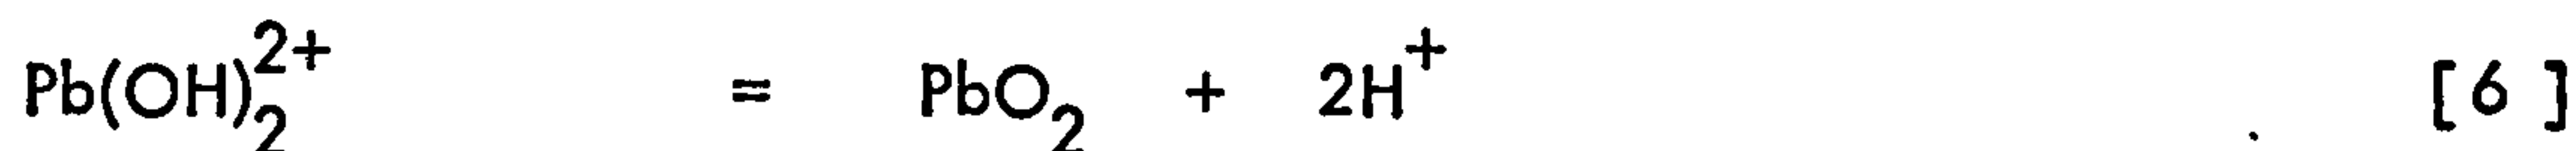 Pb(OH)₂²⁺ = PbO₂ + 2H⁺ [6 ]